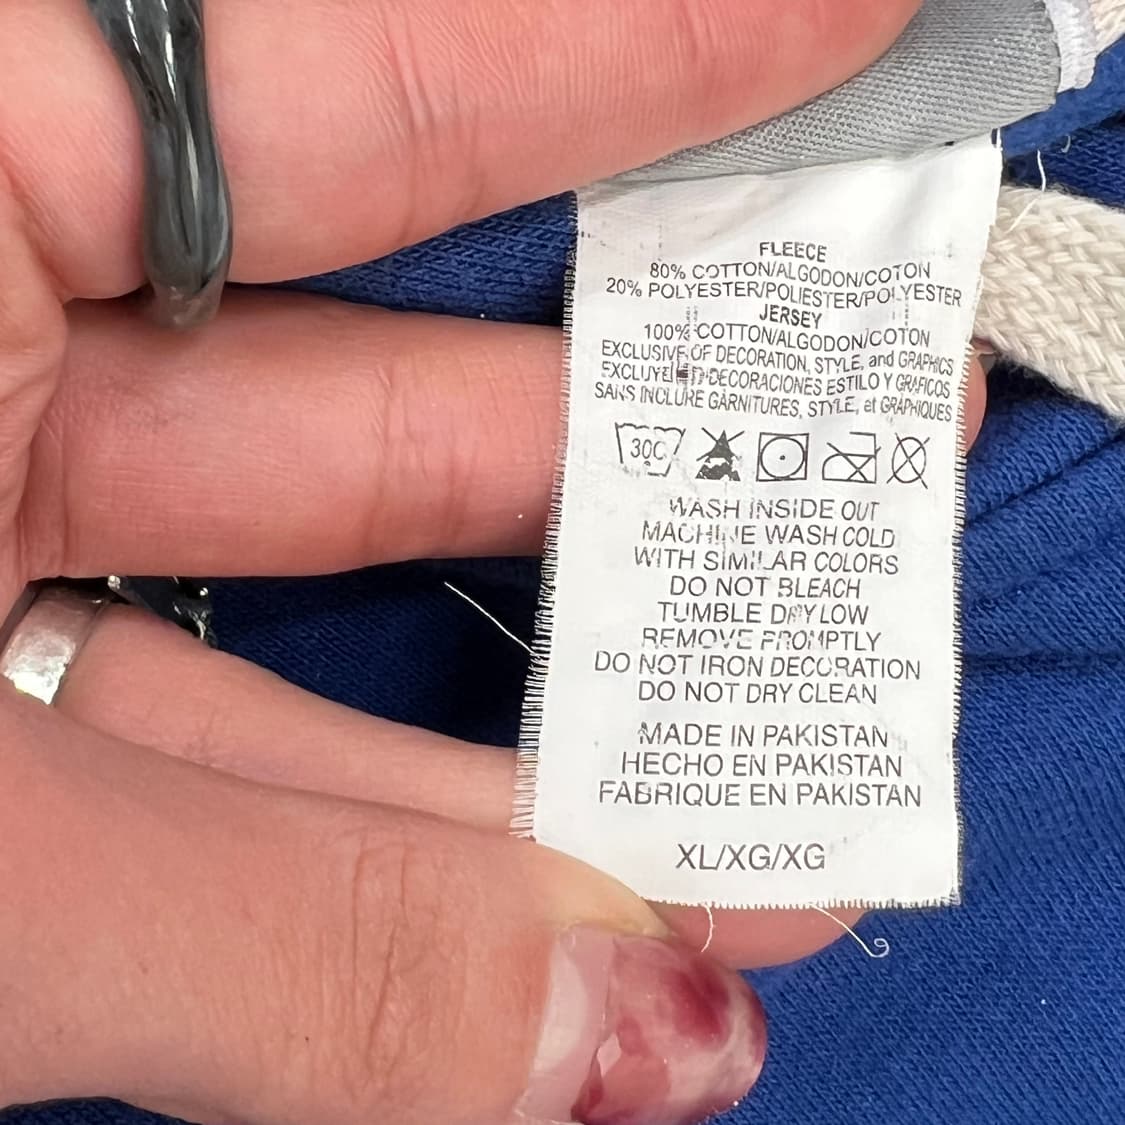 FLEECE
80% COTTON/ALGODON/COTON
20% POLYESTER/POLIESTER/POLYESTER
JERSEY
100% COTTON/ALGODON/COTON
EXCLUSIVE OF DECORATION, STYLE, and GRAPHICS
DECORACIONES ESTILO Y GRAFICOS
SANS INCLURE GARNITURES, STYLE, et GRAPHIQUES
30C
WASH INSIDE OUT
MACHINE WASH COLD
WITH SIMILAR COLORS
DO NOT BLEACH
TUMBLE DRY LOW
REMOVE PROMPTLY
DO NOT IRON DECORATION
DO NOT DRY CLEAN
MADE IN PAKISTAN
HECHO EN PAKISTAN
FABRIQUE EN PAKISTAN
XL/XG/XG